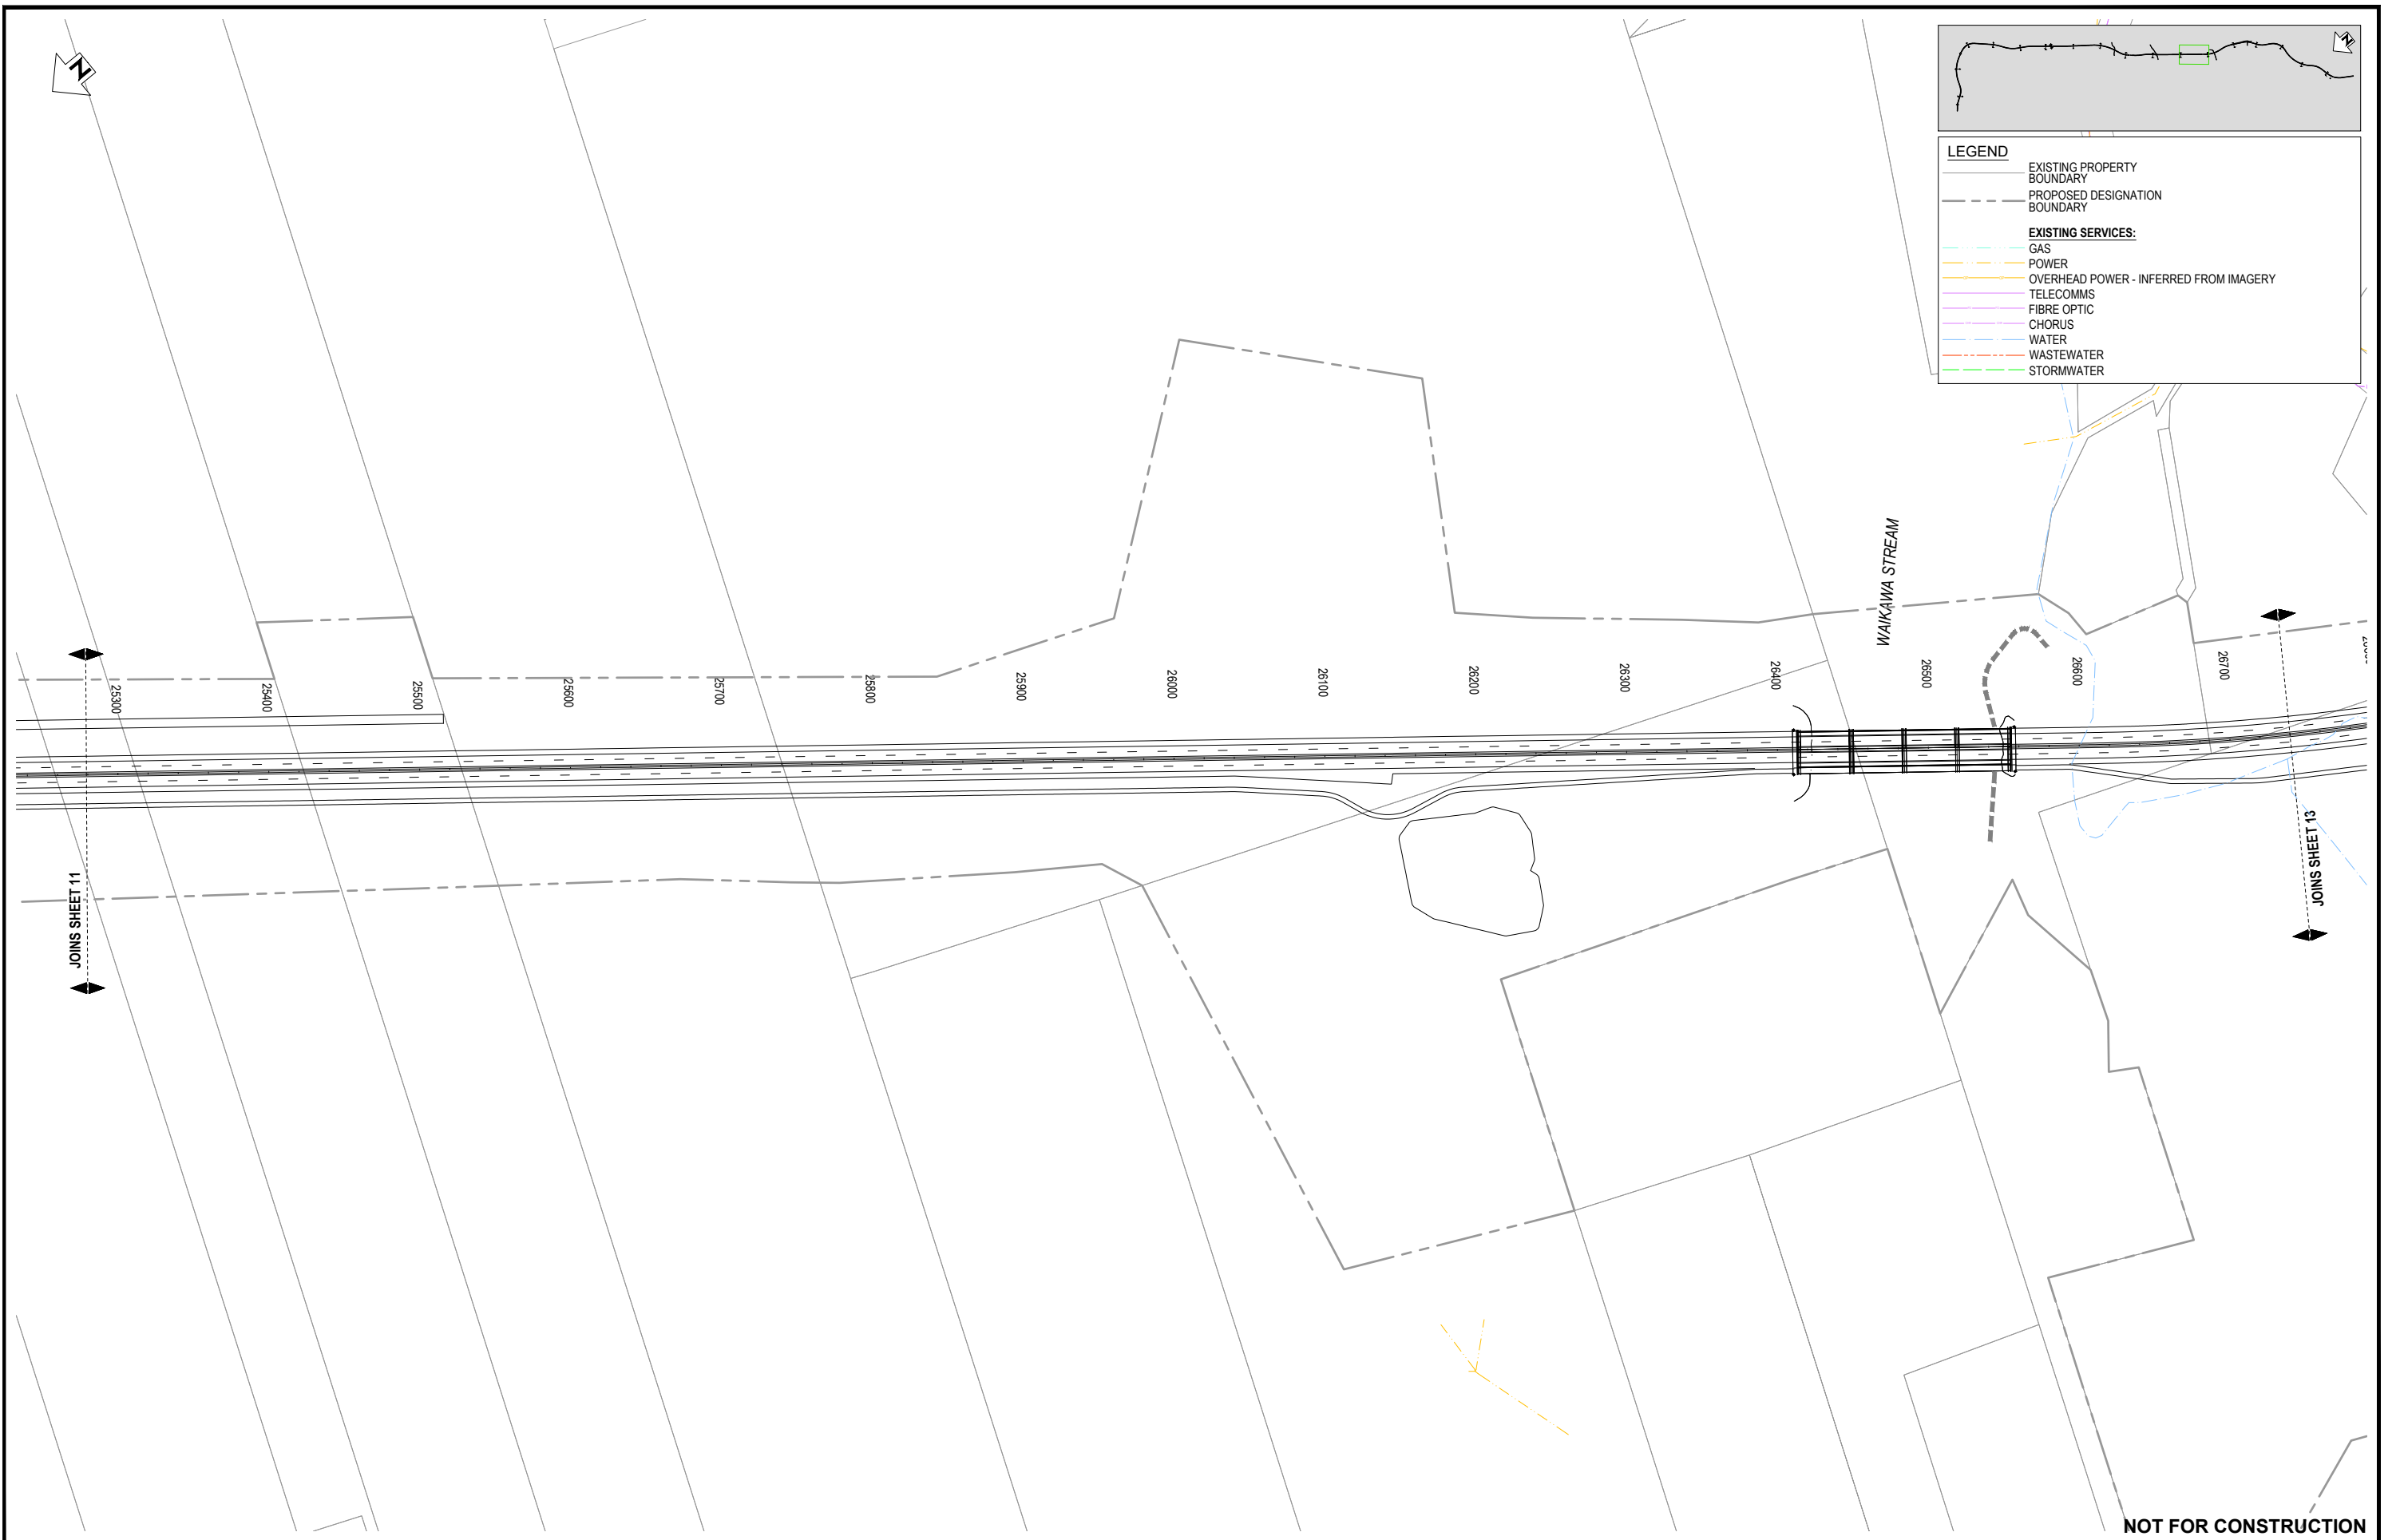 N
N
LEGEND
EXISTING PROPERTY
BOUNDARY
PROPOSED DESIGNATION
BOUNDARY
EXISTING SERVICES:
GAS
POWER
OVERHEAD POWER - INFERRED FROM IMAGERY
TELECOMMS
FIBRE OPTIC
CHORUS
WATER
WASTEWATER
STORMWATER
WAIKAWA STREAM
25300
25400
25500
25600
25700
25800
25900
26000
26100
26200
26300
26400
26500
26600
26700
JOINS SHEET 11
JOINS SHEET 13
NOT FOR CONSTRUCTION